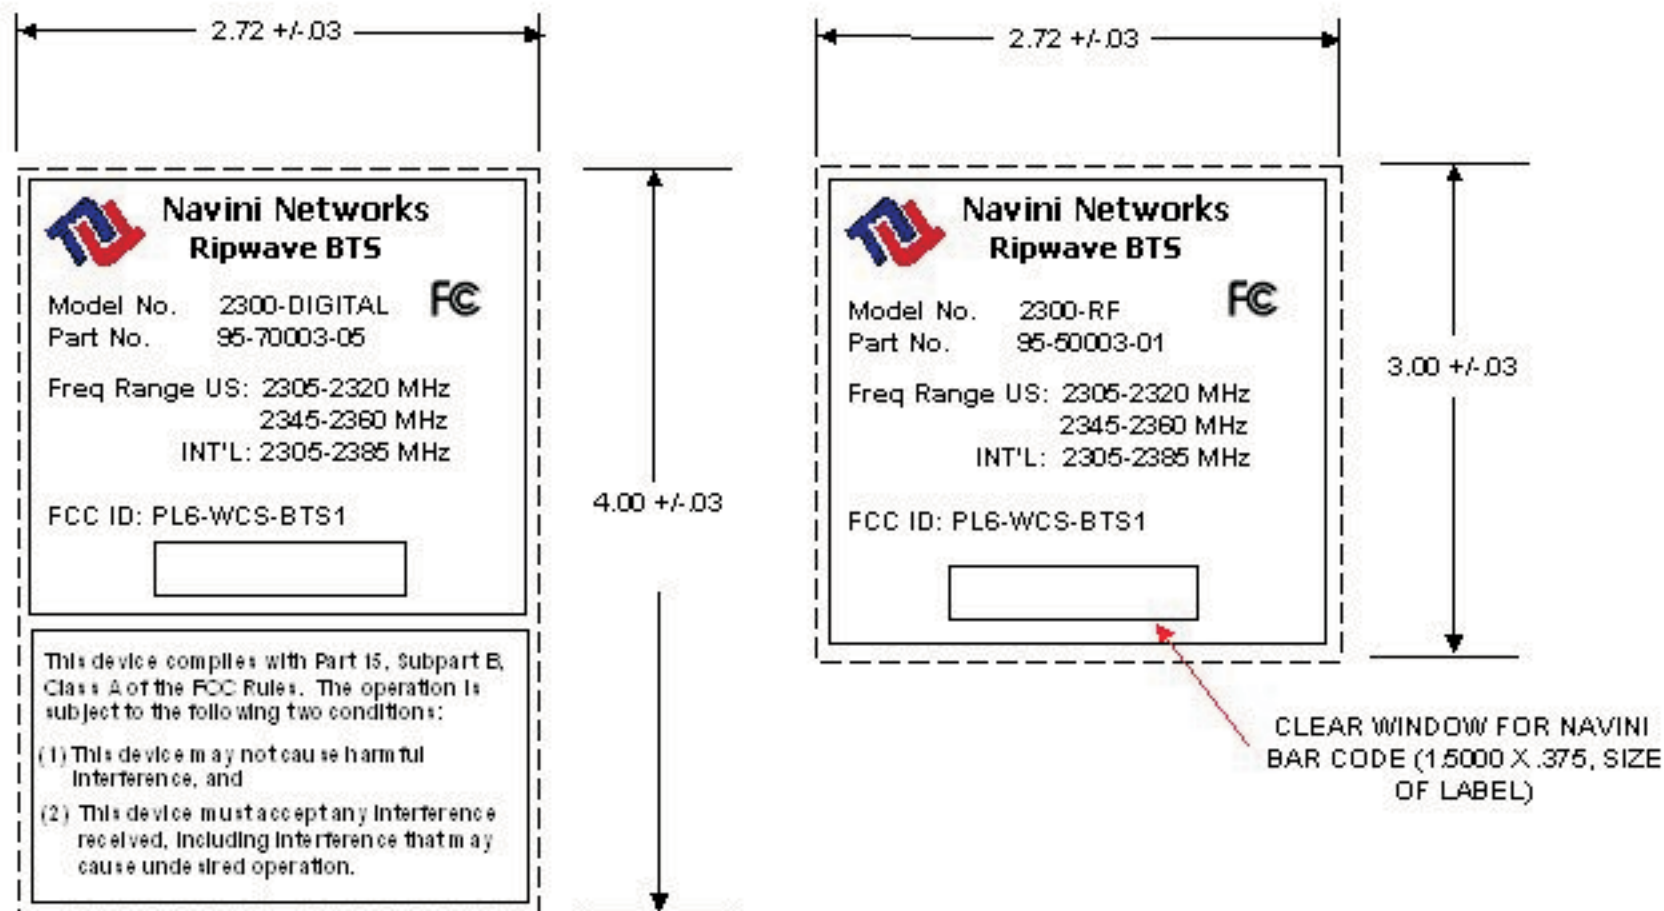 2.72 +/-.03
Navini Networks
Ripwave BTS
FC
Model No. 2300-DIGITAL
Part No. 95-70003-05
Freq Range US: 2305-2320 MHz
2345-2360 MHz
INT'L: 2305-2385 MHz
FCC ID: PL6-WCS-BTS1
This device complies with Part 15, Subpart B,
Class A of the FCC Rules. The operation is
subject to the following two conditions:
(1) This device may not cause harmful
interference, and
(2) This device must accept any interference
received, including interference that may
cause undesired operation.
4.00 +/-.03
2.72 +/-.03
Navini Networks
Ripwave BTS
FC
Model No. 2300-RF
Part No. 95-50003-01
Freq Range US: 2305-2320 MHz
2345-2360 MHz
INT'L: 2305-2385 MHz
FCC ID: PL6-WCS-BTS1
3.00 +/-.03
CLEAR WINDOW FOR NAVINI
BAR CODE (1.5000 X .375, SIZE
OF LABEL)